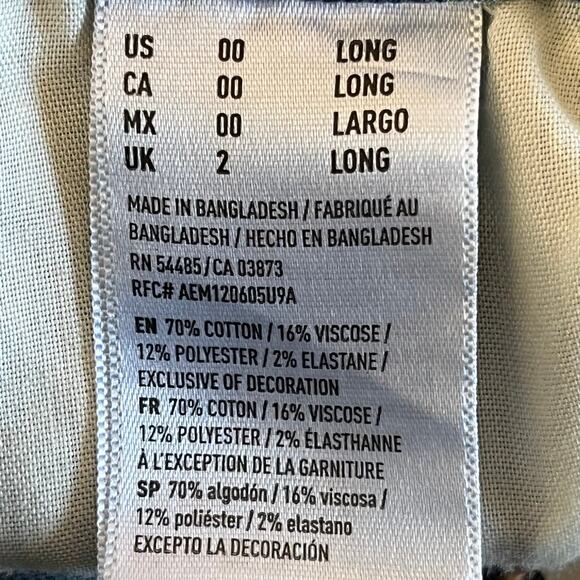 US 00 LONG
CA 00 LONG
MX 00 LARGO
UK 2 LONG
MADE IN BANGLADESH / FABRIQUÉ AU
BANGLADESH / HECHO EN BANGLADESH
RN 54485 / CA 03873
RFC# AEM120605U9A
EN 70% COTTON / 16% VISCOSE /
12% POLYESTER / 2% ELASTANE /
EXCLUSIVE OF DECORATION
FR 70% COTON / 16% VISCOSE /
12% POLYESTER / 2% ÉLASTHANNE
À L'EXCEPTION DE LA GARNITURE
SP 70% algodón / 16% viscosa /
12% poliéster / 2% elastano
EXCEPTO LA DECORACIÓN